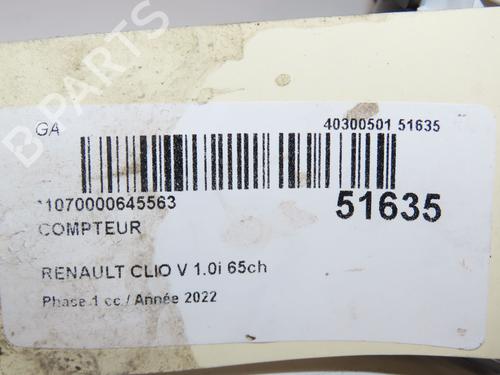 GA 40300501 51635
*1070000645563 51635
COMPTEUR
RENAULT CLIO V 1.0i 65ch
Phase 1 cc / Année 2022
B-PARTS